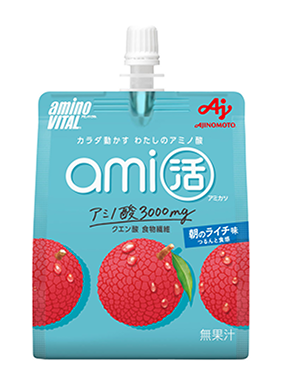 amino
VITAL
AJINOMOTO
カラダ動かす わたしのアミノ酸
ami活
アミカツ
アミノ酸3000mg
クエン酸 食物繊維
朝のライチ味
つるんと食感
無果汁